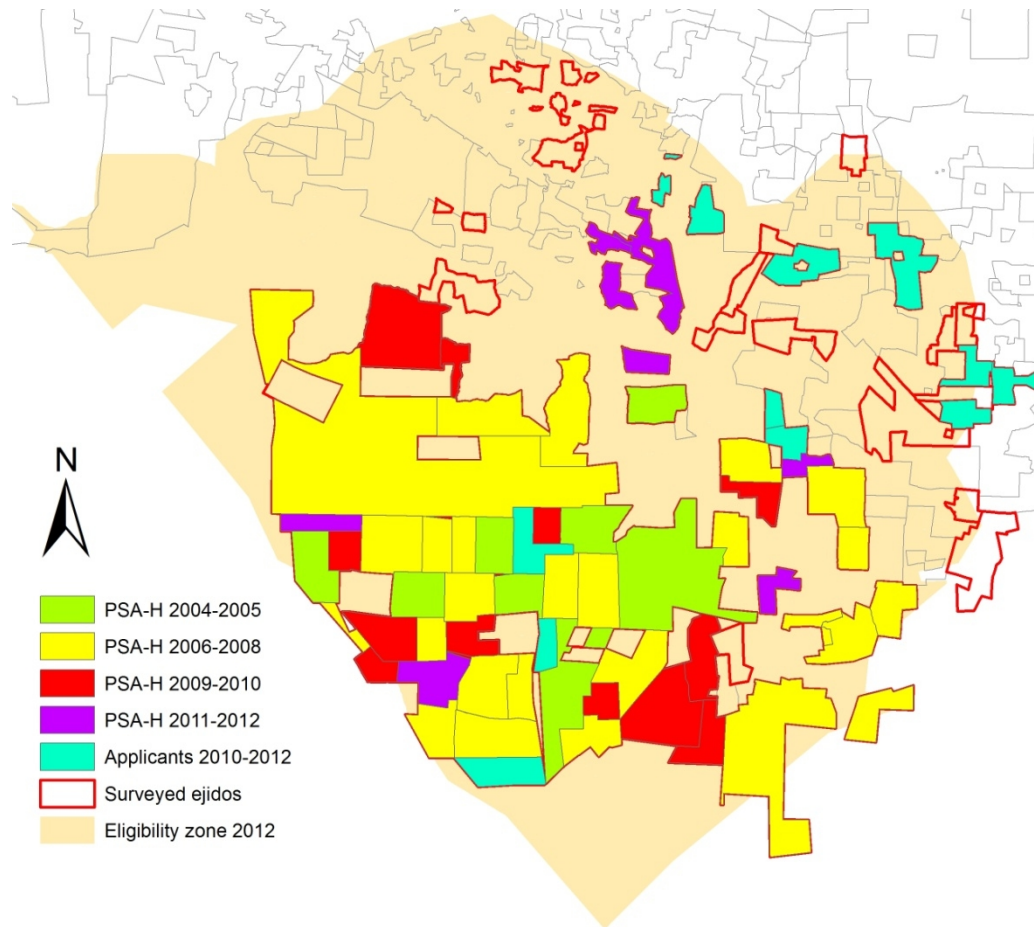 N
PSA-H 2004-2005
PSA-H 2006-2008
PSA-H 2009-2010
PSA-H 2011-2012
Applicants 2010-2012
Surveyed ejidos
Eligibility zone 2012